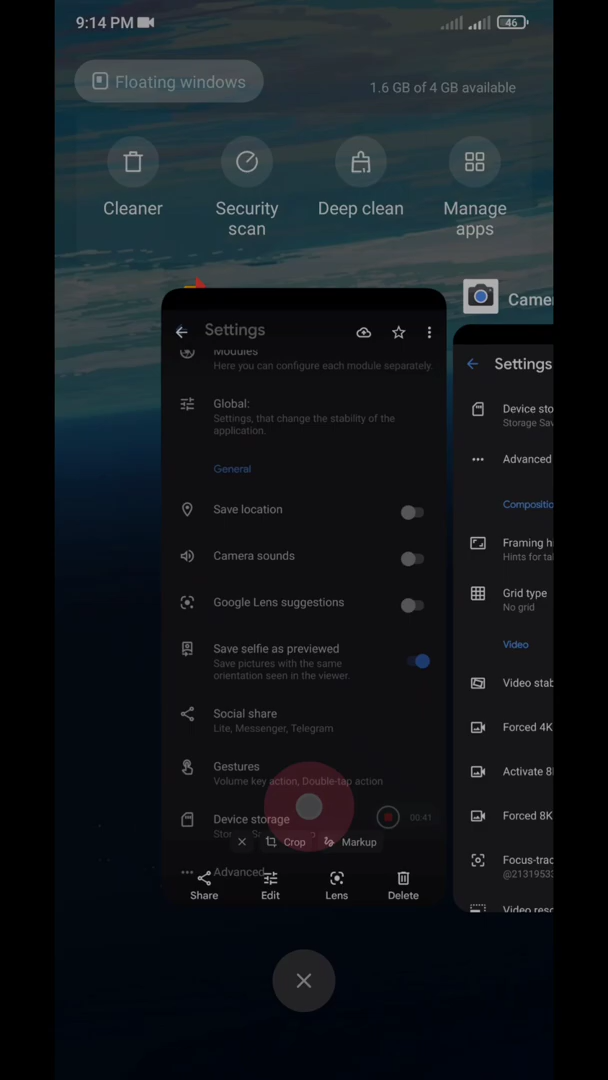 9:14 PM
46
Floating windows
1.6 GB of 4 GB available
Cleaner
Security
scan
Deep clean
Manage
apps
Settings
Modules
Here you can configure each module separately.
Global:
Settings, that change the stability of the
application.
General
Save location
Camera sounds
Google Lens suggestions
Save selfie as previewed
Save pictures with the same
orientation seen in the viewer.
Social share
Lite, Messenger, Telegram
Gestures
Volume key action, Double-tap action
Device storage
00:41
Crop
Markup
Advanced
Share
Edit
Lens
Delete
Came
Settings
Device sto
Storage Sav
Advanced
Compositio
Framing h
Hints for ta
Grid type
No grid
Video
Video stab
Forced 4K
Activate 8
Forced 8K
Focus-trac
@2131953
Video reso